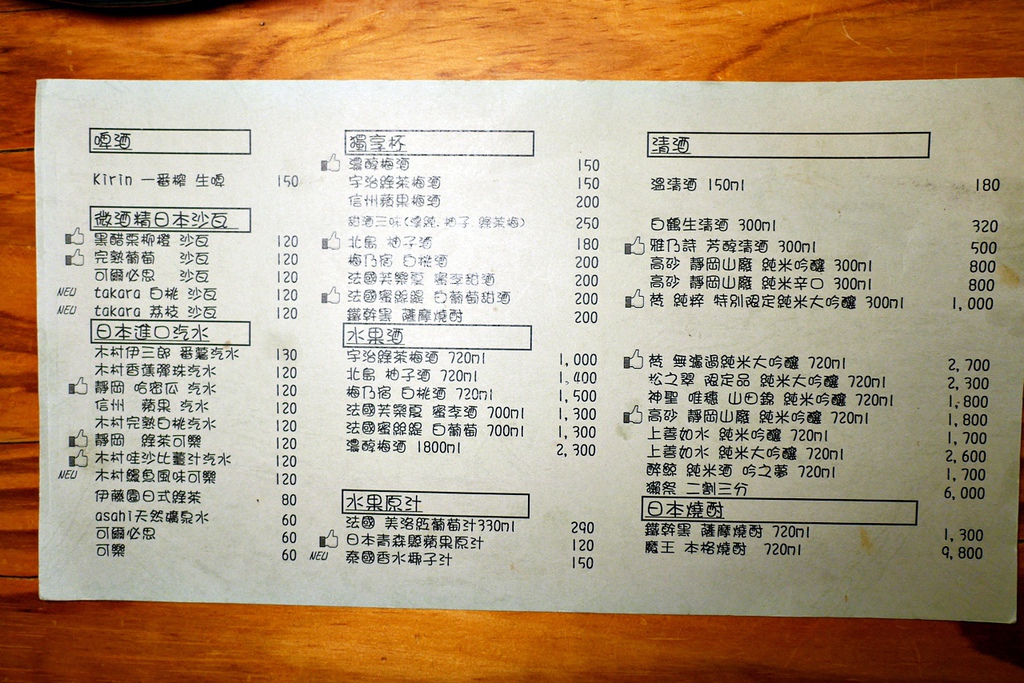 啤酒
Kirin 一番榨 生啤 150
微酒精日本沙瓦
黑醋栗柳橙 沙瓦 120
完熟葡萄 沙瓦 120
可爾必思 沙瓦 120
NEW takara 白桃 沙瓦 120
NEW takara 荔枝 沙瓦 120
日本進口汽水
木村伊三郎 番薯汽水 130
木村香蕉彈珠汽水 120
靜岡 哈密瓜 汽水 120
信州 蘋果 汽水 120
木村完熟白桃汽水 120
靜岡 綠茶可樂 120
木村哇沙比薑汁汽水 120
NEW 木村鰻魚風味可樂 120
伊藤園日式綠茶 80
asahi天然礦泉水 60
可爾必思 60
可樂 60
獨享杯
濃醇梅酒 150
宇治綠茶梅酒 150
信州蘋果梅酒 200
甜酒三味(濃純.柚子.綠茶梅) 250
北島 柚子酒 180
梅乃宿 白桃酒 200
法國芙樂夏 蜜李甜酒 200
法國蜜絲緹 白葡萄甜酒 200
鐵幹黑 薩摩燒酎 200
水果酒
宇治綠茶梅酒 720ml 1,000
北島 柚子酒 720ml 1,400
梅乃宿 白桃酒 720ml 1,500
法國芙樂夏 蜜李酒 700ml 1,300
法國蜜絲緹 白葡萄 700ml 1,300
濃醇梅酒 1800ml 2,300
水果原汁
法國 美洛紅葡萄汁330ml 290
日本青森縣蘋果原汁 120
NEW 泰國香水椰子汁 150
清酒
溫清酒 150ml 180
白鶴生清酒 300ml 320
雅乃詩 芳醇清酒 300ml 500
高砂 靜岡山廢 純米吟釀 300ml 800
高砂 靜岡山廢 純米辛口 300ml 800
梵 純粹 特別限定純米大吟釀 300ml 1,000
梵 無濾過純米大吟釀 720ml 2,700
松之翠 限定品 純米大吟釀 720ml 2,300
神聖 唯穗 山田錦 純米吟釀 720ml 1,800
高砂 靜岡山廢 純米吟釀 720ml 1,800
上善如水 純米吟釀 720ml 1,700
上善如水 純米大吟釀 720ml 2,600
醉鯨 純米酒 吟之夢 720ml 1,700
獺祭 二割三分 6,000
日本燒酎
鐵幹黑 薩摩燒酎 720ml 1,300
魔王 本格燒酎 720ml 9,800